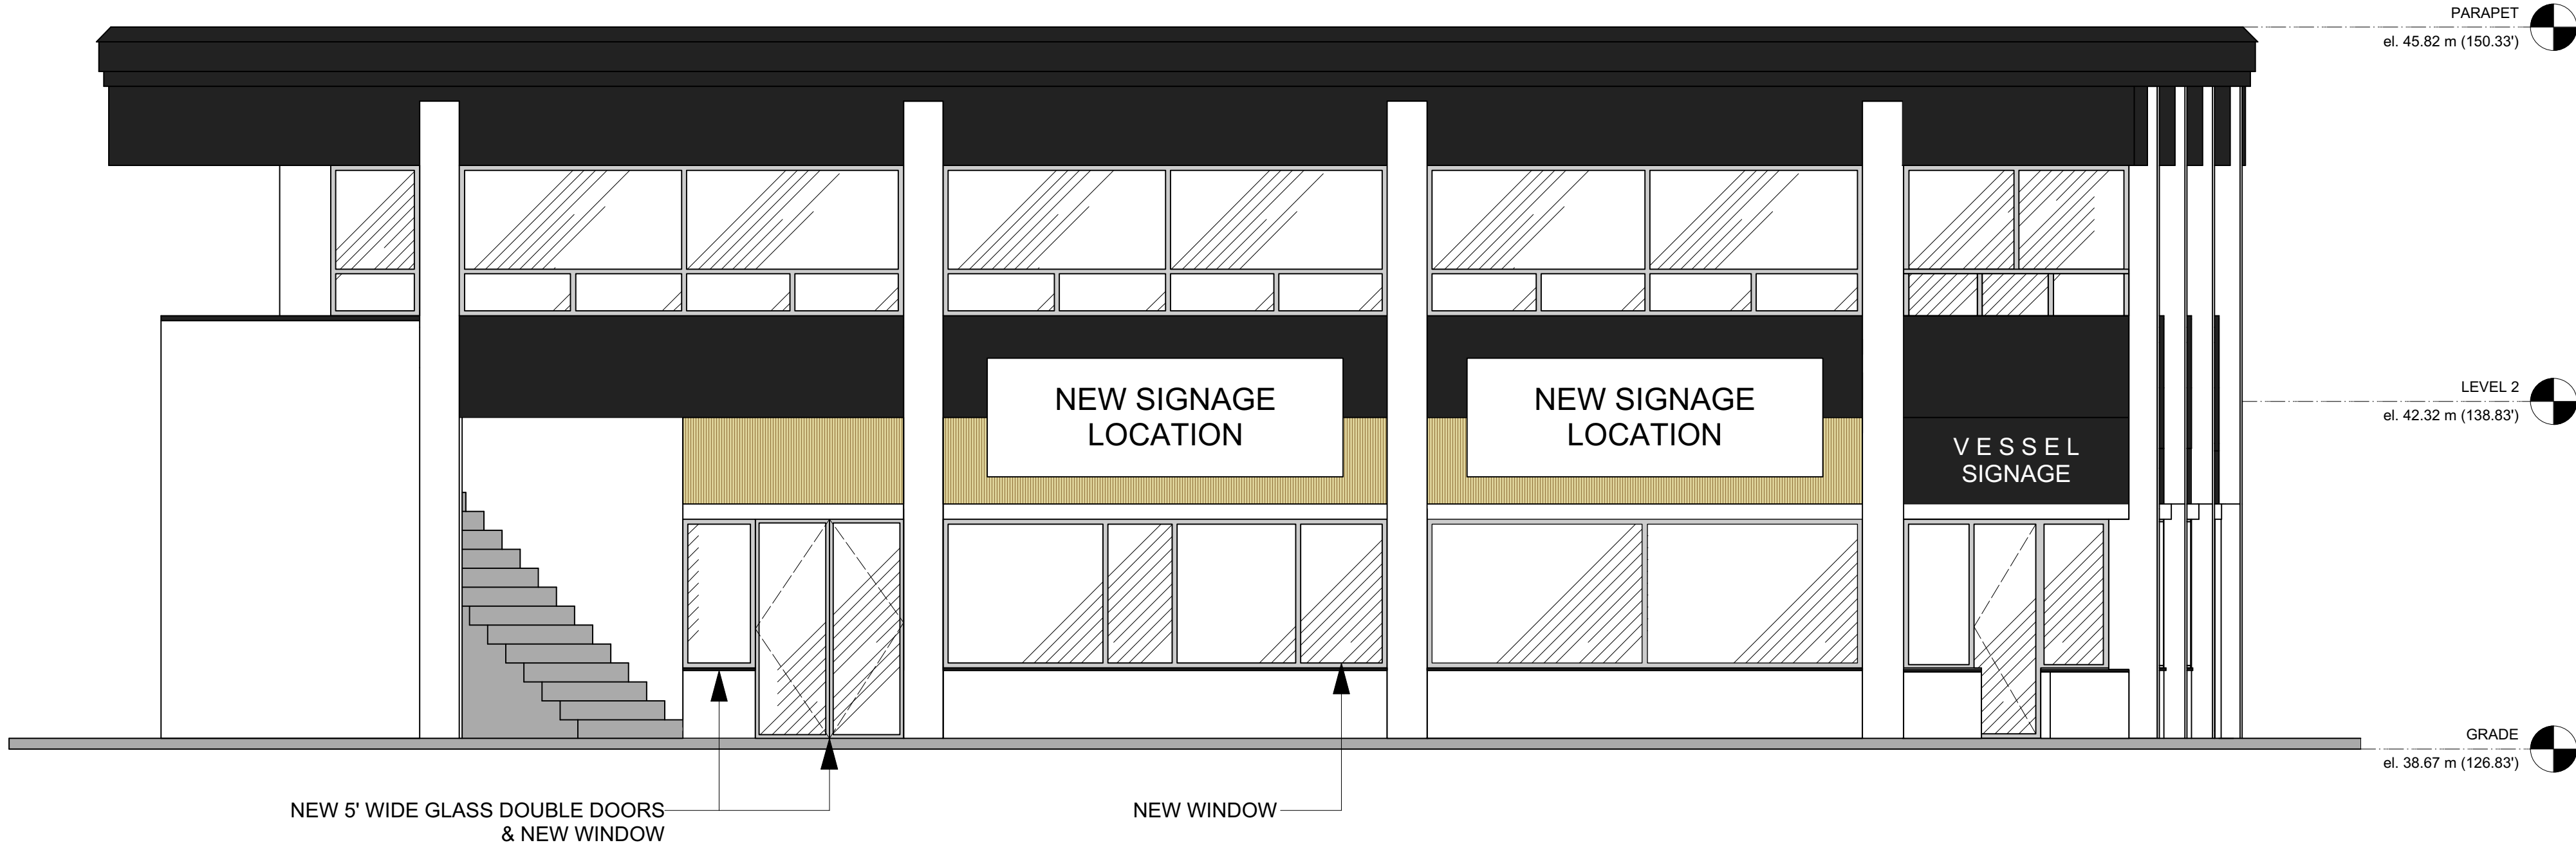 PARAPET
el. 45.82 m (150.33')
NEW SIGNAGE
LOCATION
NEW SIGNAGE
LOCATION
LEVEL 2
el. 42.32 m (138.83')
VESSEL
SIGNAGE
GRADE
el. 38.67 m (126.83')
NEW 5' WIDE GLASS DOUBLE DOORS
& NEW WINDOW
NEW WINDOW